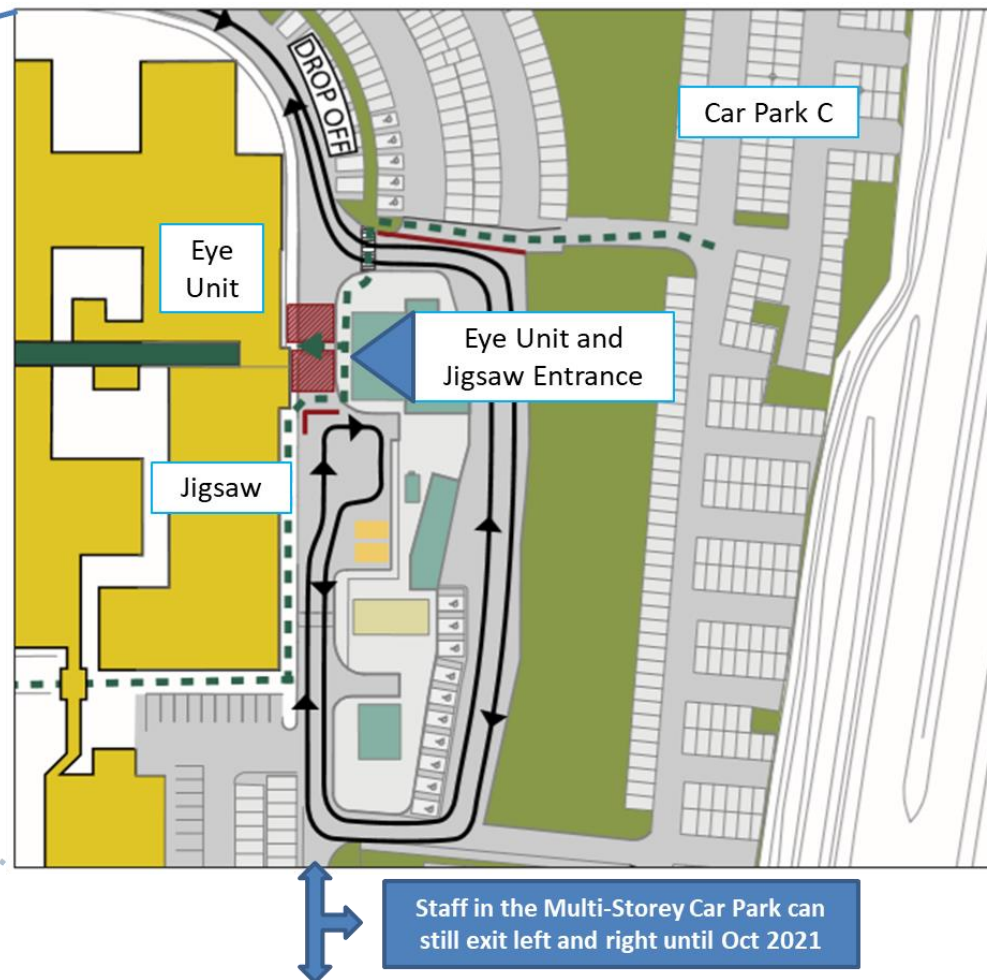 DROP OFF
Car Park C
Eye
Unit
Eye Unit and
Jigsaw Entrance
Jigsaw
Staff in the Multi-Storey Car Park can
still exit left and right until Oct 2021